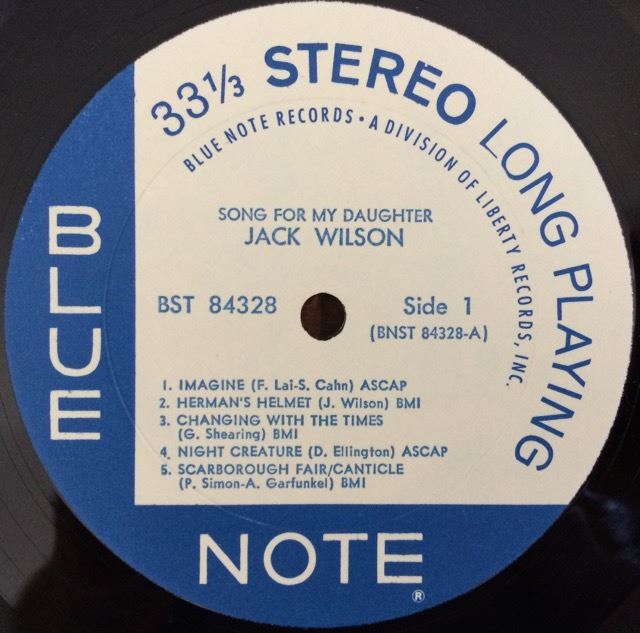 33⅓ STEREO LONG PLAYING
BLUE NOTE RECORDS • A DIVISION OF LIBERTY RECORDS, INC.
SONG FOR MY DAUGHTER
JACK WILSON
BST 84328
Side 1
(BNST 84328-A)
1. IMAGINE (F. Lai-S. Cahn) ASCAP
2. HERMAN'S HELMET (J. Wilson) BMI
3. CHANGING WITH THE TIMES
(G. Shearing) BMI
4. NIGHT CREATURE (D. Ellington) ASCAP
5. SCARBOROUGH FAIR/CANTICLE
(P. Simon-A. Garfunkel) BMI
BLUE
NOTE
®